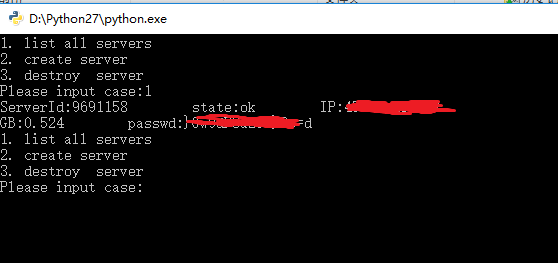 D:\Python27\python.exe
1. list all servers
2. create server
3. destroy  server
Please input case:1
ServerId:9691158 state:ok IP:
GB:0.524 passwd:
1. list all servers
2. create server
3. destroy  server
Please input case: